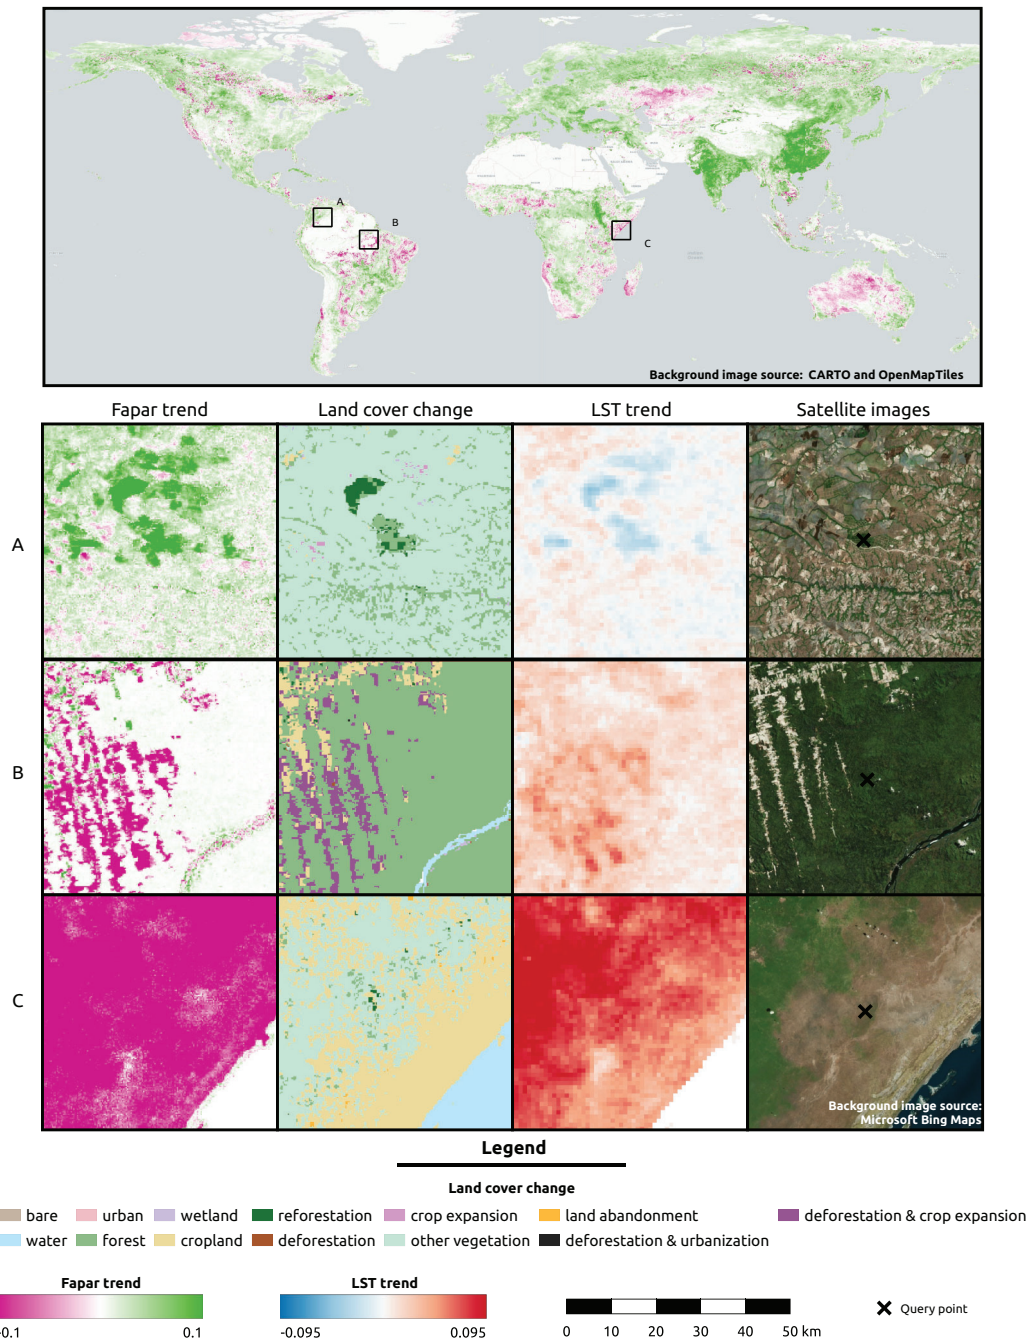 A
B
C
Background image source: CARTO and OpenMapTiles
Fapar trend Land cover change LST trend Satellite images
A
B
C
Background image source:
Microsoft Bing Maps
Legend
Land cover change
bare urban wetland reforestation crop expansion land abandonment deforestation & crop expansion
water forest cropland deforestation other vegetation deforestation & urbanization
Fapar trend LST trend
Query point
-0.1 0.1 -0.095 0.095 0 10 20 30 40 50 km